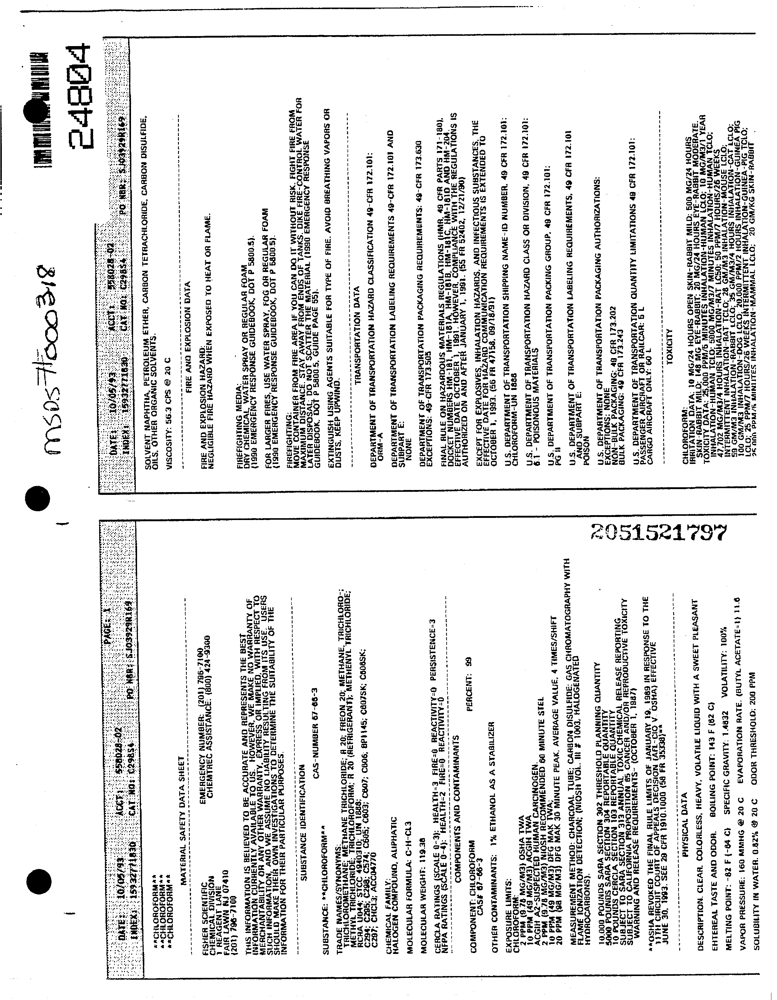 DATE: 10/05/93 ACCT: 558028-02 PAGE: 1
INDEX: 15932771830 CAT NO: C29854 PO NBR: SJ03929R169
**CHLOROFORM**
**CHLOROFORM**
**CHLOROFORM**
MATERIAL SAFETY DATA SHEET
FISHER SCIENTIFIC EMERGENCY NUMBER: (201) 796-7100
CHEMICAL DIVISION CHEMTREC ASSISTANCE: (800) 424-9300
1 REAGENT LANE
FAIR LAWN NJ 07410
(201) 796-7100
THIS INFORMATION IS BELIEVED TO BE ACCURATE AND REPRESENTS THE BEST
INFORMATION CURRENTLY AVAILABLE TO US. HOWEVER, WE MAKE NO WARRANTY OF
MERCHANTABILITY OR ANY OTHER WARRANTY, EXPRESS OR IMPLIED, WITH RESPECT TO
SUCH INFORMATION, AND WE ASSUME NO LIABILITY RESULTING FROM ITS USE. USERS
SHOULD MAKE THEIR OWN INVESTIGATIONS TO DETERMINE THE SUITABILITY OF THE
INFORMATION FOR THEIR PARTICULAR PURPOSES.
SUBSTANCE IDENTIFICATION
CAS-NUMBER 67-66-3
SUBSTANCE: **CHLOROFORM**
TRADE NAMES/SYNONYMS:
TRICHLOROMETHANE; METHANE TRICHLORIDE; R 20; FREON 20; METHANE, TRICHLORO-;
METHYL TRICHLORIDE; TRICHLOROFORM; R 20 (REFRIGERANT); METHENYL TRICHLORIDE;
RCRA U044; STCC 4940310; UN 1888;
C294; C295; C296; C574; C605; C603; C607; C606; BP1145; C607SK; C606SK;
C297; CHCL3; ACC04770
CHEMICAL FAMILY:
HALOGEN COMPOUND, ALIPHATIC
MOLECULAR FORMULA: C-H-CL3
MOLECULAR WEIGHT: 119.38
CERCLA RATINGS (SCALE 0-3): HEALTH=3 FIRE=0 REACTIVITY=0 PERSISTENCE=3
NFPA RATINGS (SCALE 0-4): HEALTH=2 FIRE=0 REACTIVITY=0
COMPONENTS AND CONTAMINANTS
COMPONENT: CHLOROFORM PERCENT: 99
CAS# 67-66-3
OTHER CONTAMINANTS: 1% ETHANOL AS A STABILIZER
EXPOSURE LIMITS:
CHLOROFORM:
2 PPM (9.78 MG/M3) OSHA TWA
10 PPM (49 MG/M3) ACGIH TWA
ACGIH A2-SUSPECTED HUMAN CARCINOGEN.
2 PPM (9.78 MG/M3) NIOSH RECOMMENDED 60 MINUTE STEL
10 PPM (49 MG/M3) DFG MAK TWA;
20 PPM (98 MG/M3) DFG MAK 30 MINUTE PEAK, AVERAGE VALUE, 4 TIMES/SHIFT
MEASUREMENT METHOD: CHARCOAL TUBE; CARBON DISULFIDE; GAS CHROMATOGRAPHY WITH
FLAME IONIZATION DETECTION; (NIOSH VOL. III # 1003, HALOGENATED
HYDROCARBONS).
10,000 POUNDS SARA SECTION 302 THRESHOLD PLANNING QUANTITY
5000 POUNDS SARA SECTION 304 REPORTABLE QUANTITY
10 POUNDS CERCLA SECTION 103 REPORTABLE QUANTITY
SUBJECT TO SARA SECTION 313 ANNUAL TOXIC CHEMICAL RELEASE REPORTING
SUBJECT TO CALIFORNIA PROPOSITION 65 CANCER AND/OR REPRODUCTIVE TOXICITY
WARNING AND RELEASE REQUIREMENTS- (OCTOBER 1, 1987)
**OSHA REVOKED THE FINAL RULE LIMITS OF JANUARY 19, 1989 IN RESPONSE TO THE
11TH CIRCUIT COURT OF APPEALS DECISION (AFL-CIO V OSHA) EFFECTIVE
JUNE 30, 1993. SEE 29 CFR 1910.1000 (58 FR 35338)**
PHYSICAL DATA
DESCRIPTION: CLEAR, COLORLESS, HEAVY, VOLATILE LIQUID WITH A SWEET PLEASANT
EHTEREAL TASTE AND ODOR. BOILING POINT: 143 F (62 C)
MELTING POINT: -82 F (-64 C) SPECIFIC GRAVITY: 1.4832 VOLATILITY: 100%
VAPOR PRESSURE: 160 MMHG @ 20 C EVAPORATION RATE: (BUTYL ACETATE=1) 11.6
SOLUBILITY IN WATER: 0.82% @ 20 C ODOR THRESHOLD: 200 PPM
2051521797
MSDS-H-000318
24804
DATE: 10/05/93 ACCT: 558028-02
INDEX: 15932771830 CAT NO: C29854 PO NBR: SJ03929R169
SOLVENT NAPHTHA, PETROLEUM ETHER, CARBON TETRACHLORIDE, CARBON DISULFIDE,
OILS, OTHER ORGANIC SOLVENTS.
VISCOSITY: 56.3 CPS @ 20 C
FIRE AND EXPLOSION DATA
FIRE AND EXPLOSION HAZARD:
NEGLIGIBLE FIRE HAZARD WHEN EXPOSED TO HEAT OR FLAME.
FIREFIGHTING MEDIA:
DRY CHEMICAL, WATER SPRAY OR REGULAR FOAM
(1990 EMERGENCY RESPONSE GUIDEBOOK, DOT P 5800.5).
FOR LARGER FIRES, USE WATER SPRAY, FOG OR REGULAR FOAM
(1990 EMERGENCY RESPONSE GUIDEBOOK, DOT P 5800.5).
FIREFIGHTING:
MOVE CONTAINER FROM FIRE AREA IF YOU CAN DO IT WITHOUT RISK. FIGHT FIRE FROM
MAXIMUM DISTANCE. STAY AWAY FROM ENDS OF TANKS. DIKE FIRE-CONTROL WATER FOR
LATER DISPOSAL; DO NOT SCATTER THE MATERIAL (1990 EMERGENCY RESPONSE
GUIDEBOOK, DOT P 5800.5, GUIDE PAGE 55).
EXTINGUISH USING AGENTS SUITABLE FOR TYPE OF FIRE. AVOID BREATHING VAPORS OR
DUSTS, KEEP UPWIND.
TRANSPORTATION DATA
DEPARTMENT OF TRANSPORTATION HAZARD CLASSIFICATION 49-CFR 172.101:
ORM-A
DEPARTMENT OF TRANSPORTATION LABELING REQUIREMENTS 49-CFR 172.101 AND
SUBPART E:
NONE
DEPARTMENT OF TRANSPORTATION PACKAGING REQUIREMENTS: 49-CFR 173.630
EXCEPTIONS: 49-CFR 173.505
FINAL RULE ON HAZARDOUS MATERIALS REGULATIONS (HMR, 49 CFR PARTS 171-180),
DOCKET NUMBERS HM-181, HM-181A, HM-181B, HM-181C, HM-181D AND HM-204.
EFFECTIVE DATE OCTOBER 1, 1991. HOWEVER, COMPLIANCE WITH THE REGULATIONS IS
AUTHORIZED ON AND AFTER JANUARY 1, 1991. (55 FR 52402, 12/21/90)
EXCEPT FOR EXPLOSIVES, INHALATION HAZARDS, AND INFECTIOUS SUBSTANCES, THE
EFFECTIVE DATE FOR HAZARD COMMUNICATION REQUIREMENTS IS EXTENDED TO
OCTOBER 1, 1993. (56 FR 47158, 09/18/91)
U.S. DEPARTMENT OF TRANSPORTATION SHIPPING NAME-ID NUMBER, 49 CFR 172.101:
CHLOROFORM-UN 1888
U.S. DEPARTMENT OF TRANSPORTATION HAZARD CLASS OR DIVISION, 49 CFR 172.101:
6.1 - POISONOUS MATERIALS
U.S. DEPARTMENT OF TRANSPORTATION PACKING GROUP, 49 CFR 172.101:
PG II
U.S. DEPARTMENT OF TRANSPORTATION LABELING REQUIREMENTS, 49 CFR 172.101
AND SUBPART E:
POISON
U.S. DEPARTMENT OF TRANSPORTATION PACKAGING AUTHORIZATIONS:
EXCEPTIONS: NONE
NON-BULK PACKAGING: 49 CFR 173.202
BULK PACKAGING: 49 CFR 173.243
U.S. DEPARTMENT OF TRANSPORTATION QUANTITY LIMITATIONS 49 CFR 172.101:
PASSENGER AIRCRAFT OR RAILCAR: 5 L
CARGO AIRCRAFT ONLY: 60 L
TOXICITY
CHLOROFORM:
IRRITATION DATA: 10 MG/24 HOURS OPEN SKIN-RABBIT MILD; 500 MG/24 HOURS
SKIN-RABBIT MILD; 148 MG EYE-RABBIT; 20 MG/24 HOURS EYE-RABBIT MODERATE.
TOXICITY DATA: 25,000 PPM/5 MINUTES INHALATION-HUMAN LCLO; 10 MG/M3/1 YEAR
INHALATION-HUMAN TCLO; 5000 MG/M3/7 MINUTES INHALATION-HUMAN TCLO;
47,702 MG/M3/4 HOURS INHALATION-RAT LC50; 50 PPM/7 HOURS/26 WEEKS
INTERMITTENT INHALATION-RAT TCLO; 28 GM/M3 INHALATION-MOUSE LCLO;
59 GM/M3 INHALATION-RABBIT LCLO; 35 GM/M3/4 HOURS INHALATION-CAT LCLO;
100 GM/M3 INHALATION-DOG LCLO; 20,000 PPM/2 HOURS INHALATION-GUINEA PIG
LCLO; 25 PPM/7 HOURS/26 WEEKS INTERMITTENT INHALATION-GUINEA-PIG TCLO;
25,000 PPM/5 MINUTES INHALATION-MAMMAL LCLO; 20 GM/KG SKIN-RABBIT